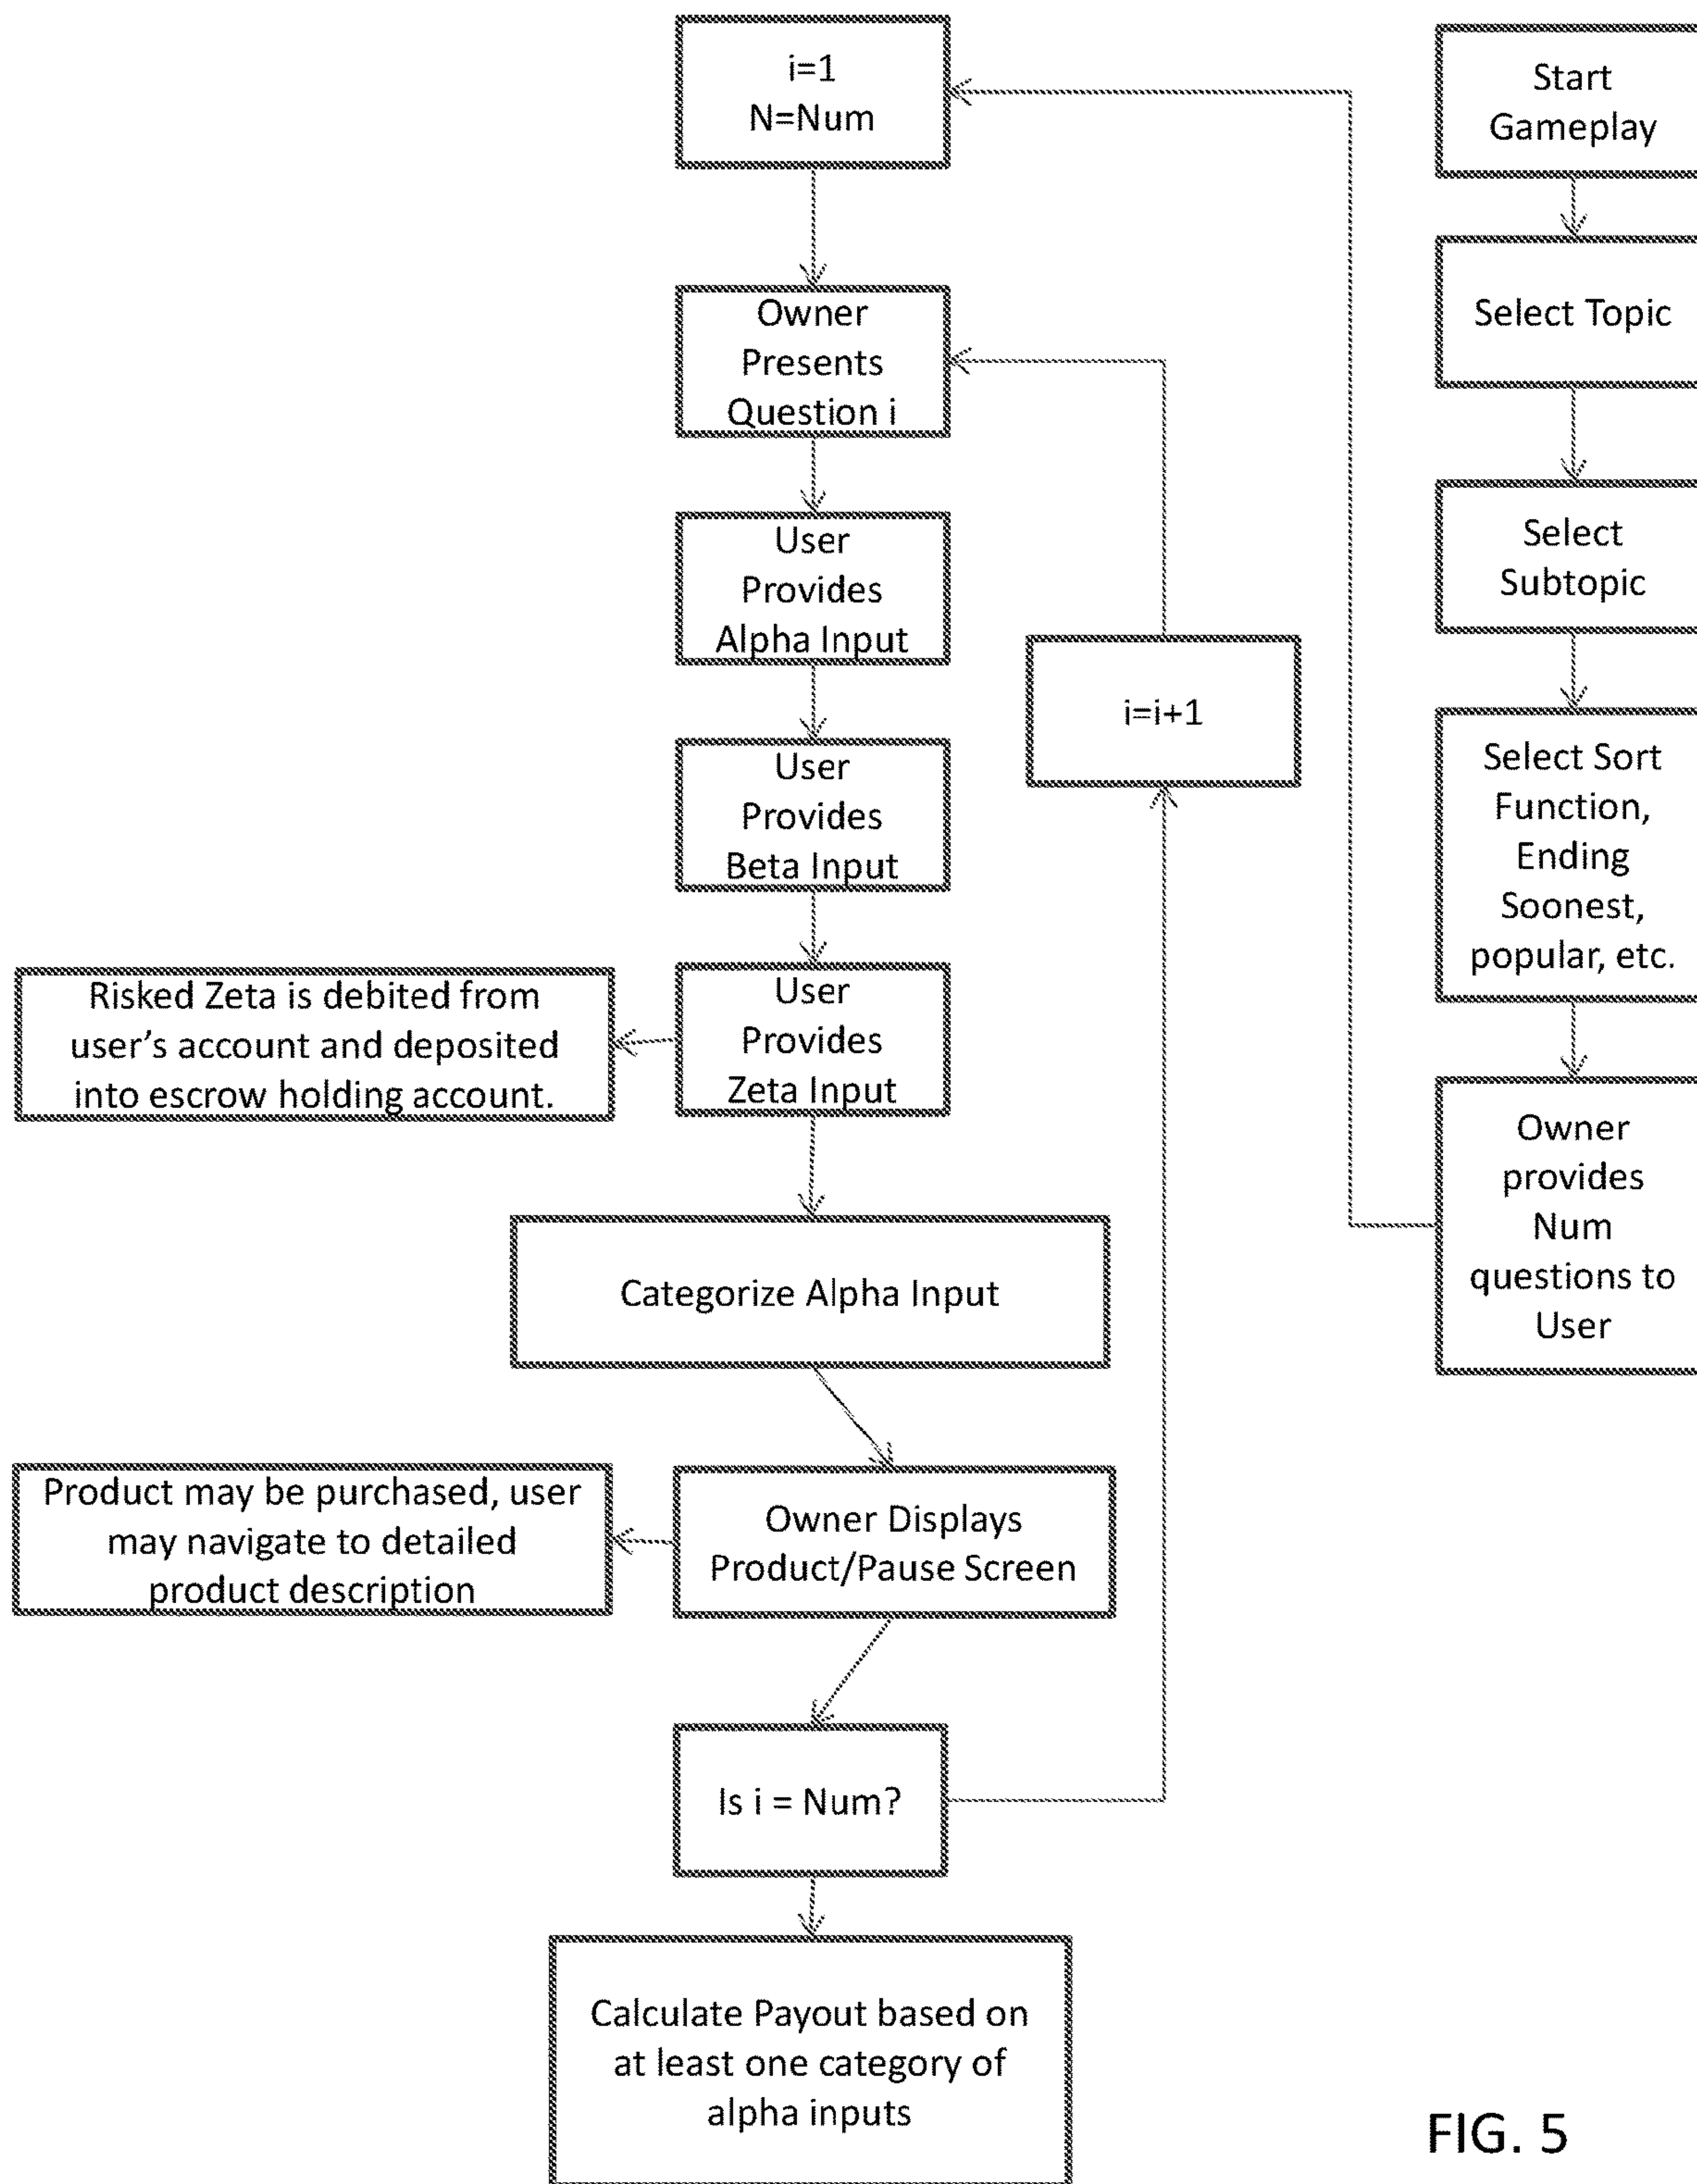 Start
Gameplay
Select Topic
Select
Subtopic
Select Sort
Function,
Ending
Soonest,
popular, etc.
Owner
provides
Num
questions to
User
i=1
N=Num
Owner
Presents
Question i
User
Provides
Alpha Input
User
Provides
Beta Input
User
Provides
Zeta Input
Risked Zeta is debited from
user’s account and deposited
into escrow holding account.
Categorize Alpha Input
Owner Displays
Product/Pause Screen
Product may be purchased, user
may navigate to detailed
product description
Is i = Num?
i=i+1
Calculate Payout based on
at least one category of
alpha inputs
FIG. 5